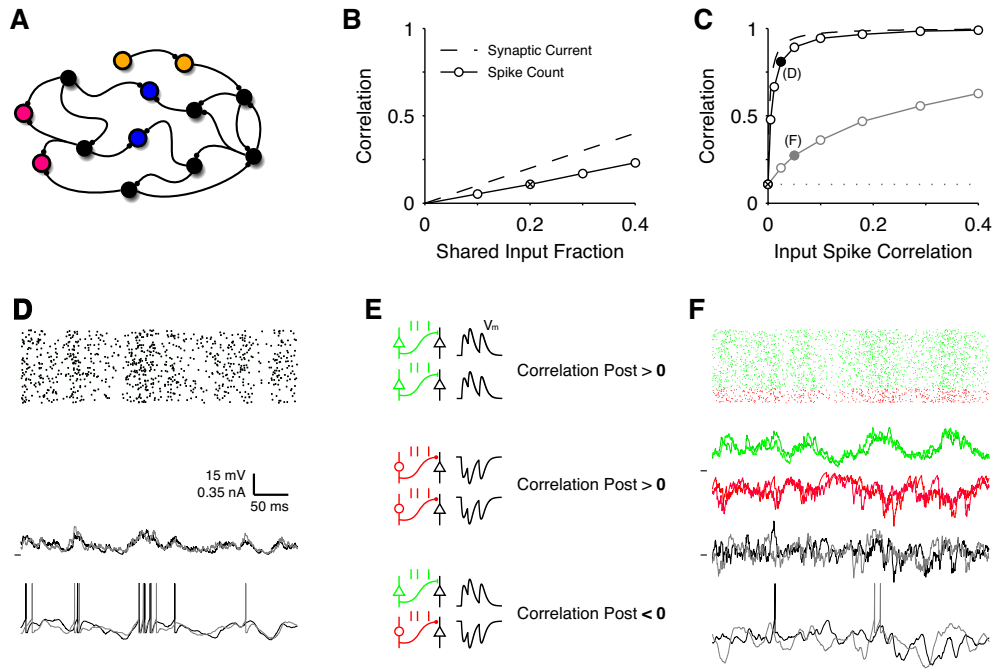 A
B
1
0.5
0
Correlation
Synaptic Current
Spike Count
0
0.2
0.4
Shared Input Fraction
C
1
0.5
0
Correlation
(D)
(F)
0
0.2
0.4
Input Spike Correlation
D
15 mV
0.35 nA
50 ms
E
Vm
Correlation Post > 0
Correlation Post > 0
Correlation Post < 0
F